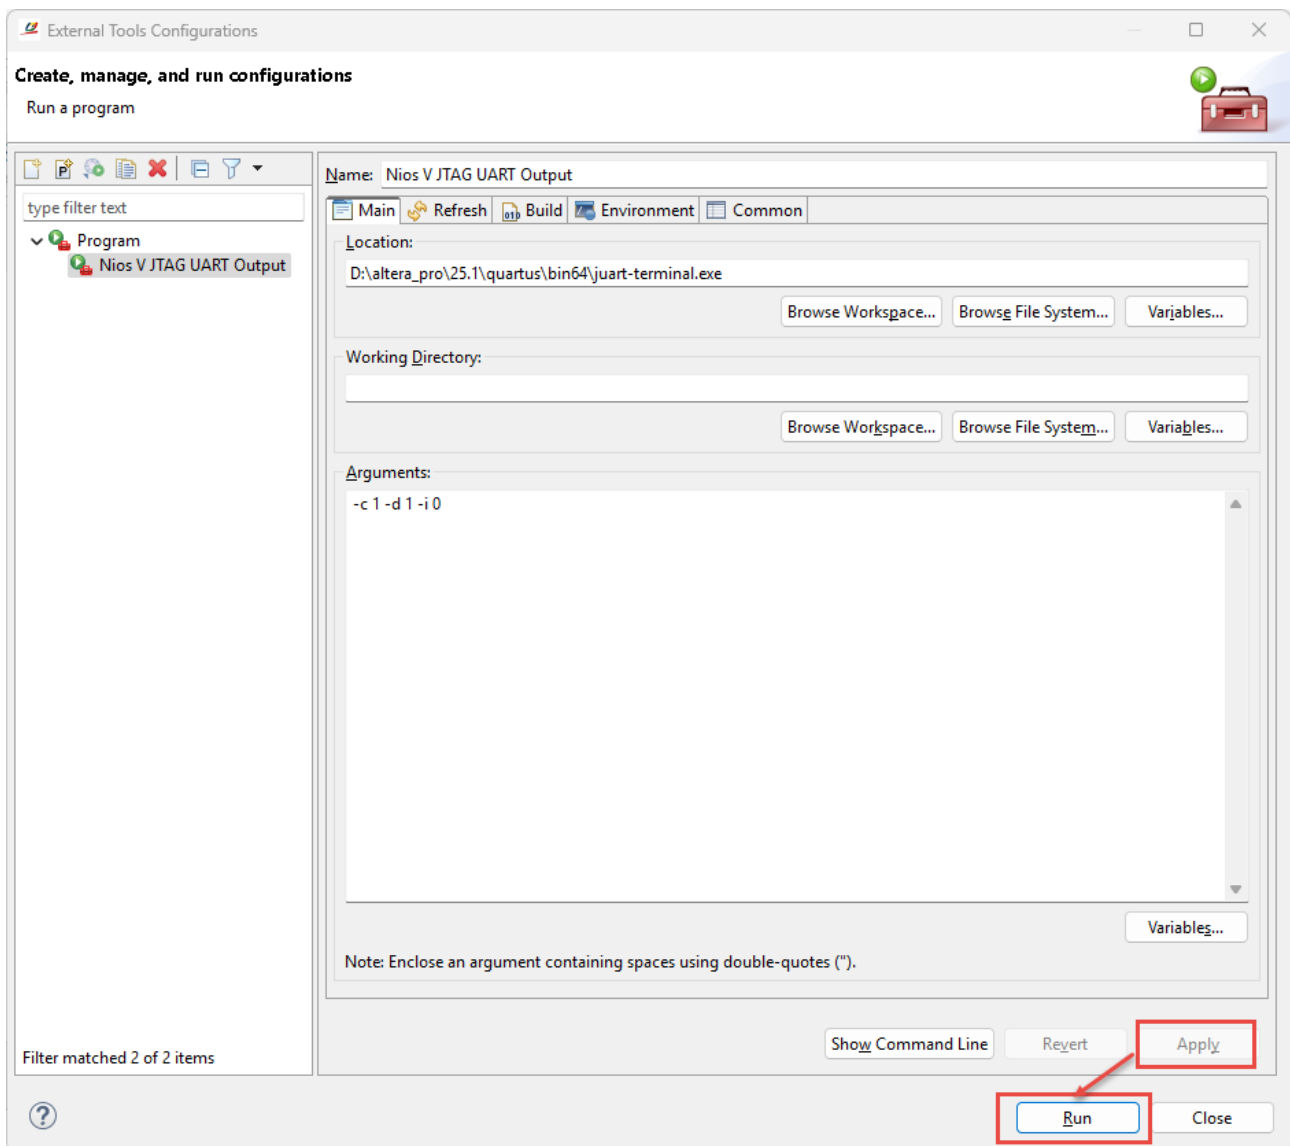 External Tools Configurations
Create, manage, and run configurations
Run a program
type filter text
Program
Nios V JTAG UART Output
Filter matched 2 of 2 items
Name: Nios V JTAG UART Output
Main Refresh Build Environment Common
Location:
D:\altera_pro\25.1\quartus\bin64\juart-terminal.exe
Browse Workspace... Browse File System... Variables...
Working Directory:
Browse Workspace... Browse File System... Variables...
Arguments:
-c 1 -d 1 -i 0
Variables...
Note: Enclose an argument containing spaces using double-quotes (").
Show Command Line Revert Apply
Run Close